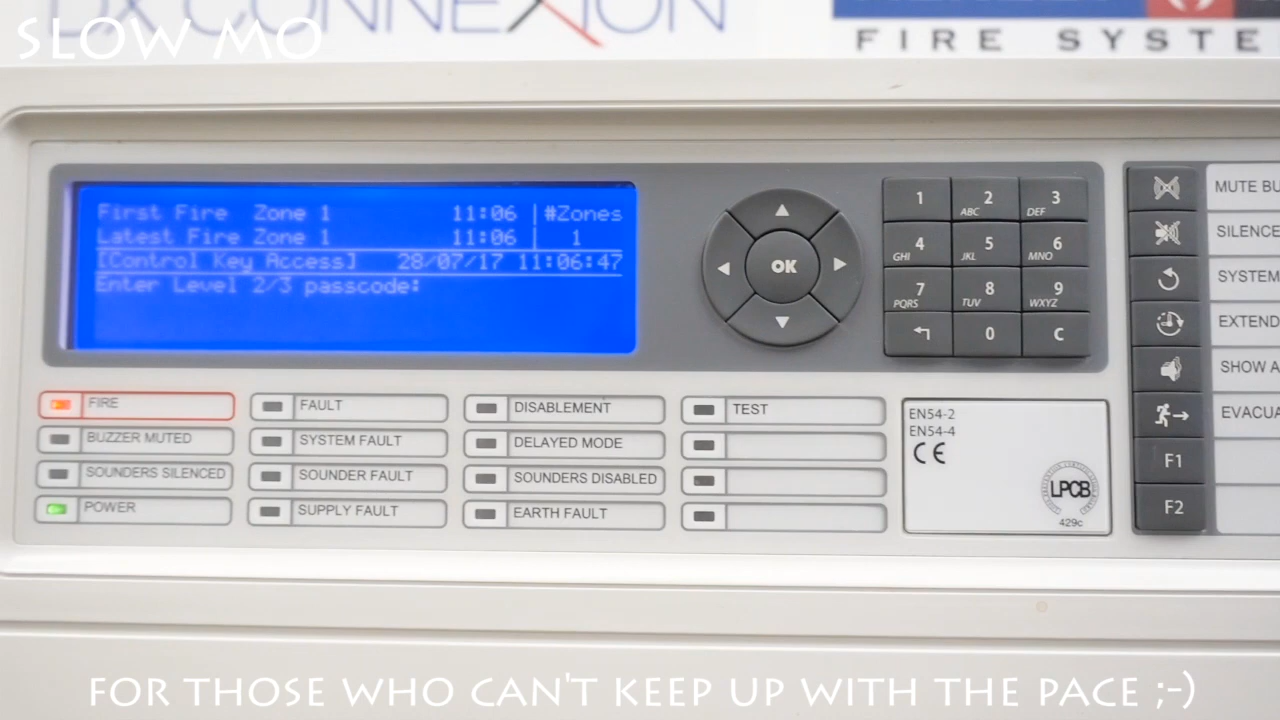 SLOW MO
DX CONNEXION
FIRE SYSTE
First Fire Zone 1 11:06 |#Zones
Latest Fire Zone 1 11:06 | 1
[Control Key Access] 28/07/17 11:06:47
Enter Level 2/3 passcode:
OK
1
2 ABC
3 DEF
4 GHI
5 JKL
6 MNO
7 PQRS
8 TUV
9 WXYZ
0
C
MUTE BU
SILENCE
SYSTEM
EXTEND
SHOW A
EVACUA
F1
F2
FIRE
BUZZER MUTED
SOUNDERS SILENCED
POWER
FAULT
SYSTEM FAULT
SOUNDER FAULT
SUPPLY FAULT
DISABLEMENT
DELAYED MODE
SOUNDERS DISABLED
EARTH FAULT
TEST
EN54-2
EN54-4
CE
LPCB
429c
FOR THOSE WHO CAN'T KEEP UP WITH THE PACE ;-)